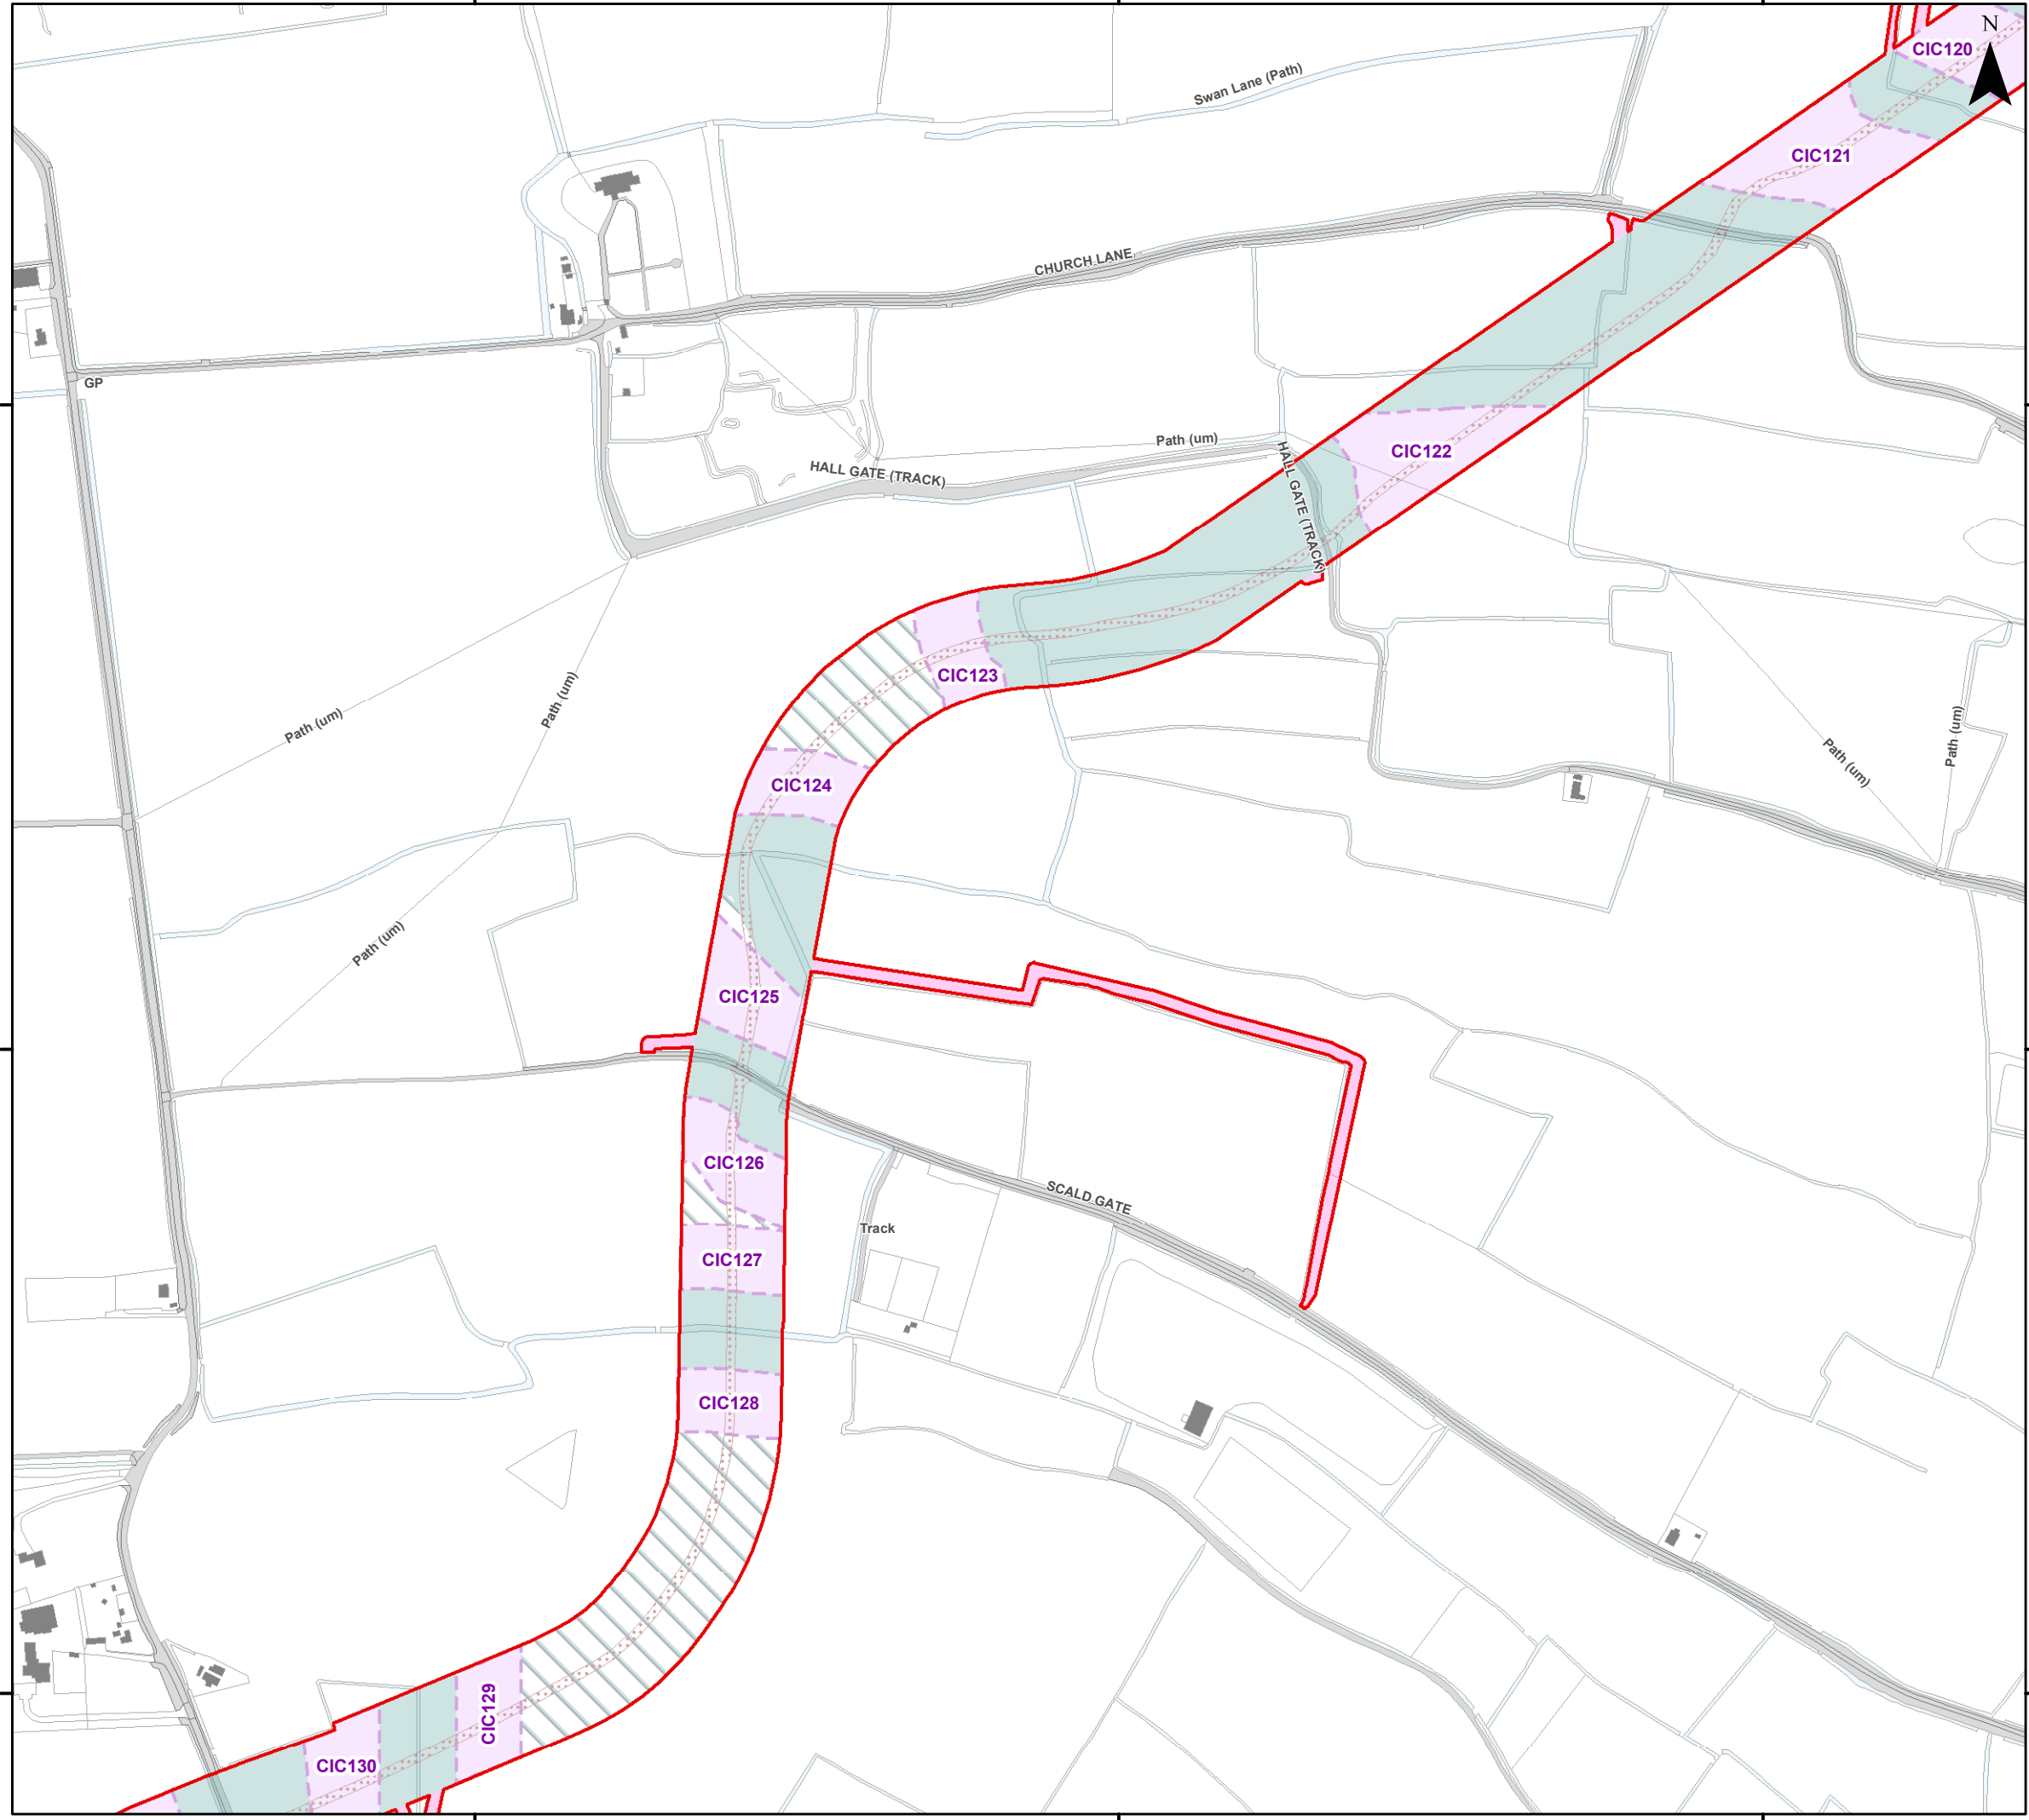 N
CIC120
Swan Lane (Path)
CIC121
CHURCH LANE
GP
Path (um)
CIC122
HALL GATE (TRACK)
HALL GATE (TRACK)
CIC123
Path (um)
Path (um)
Path (um)
Path (um)
CIC124
Path (um)
CIC125
CIC126
SCALD GATE
Track
CIC127
CIC128
CIC129
CIC130